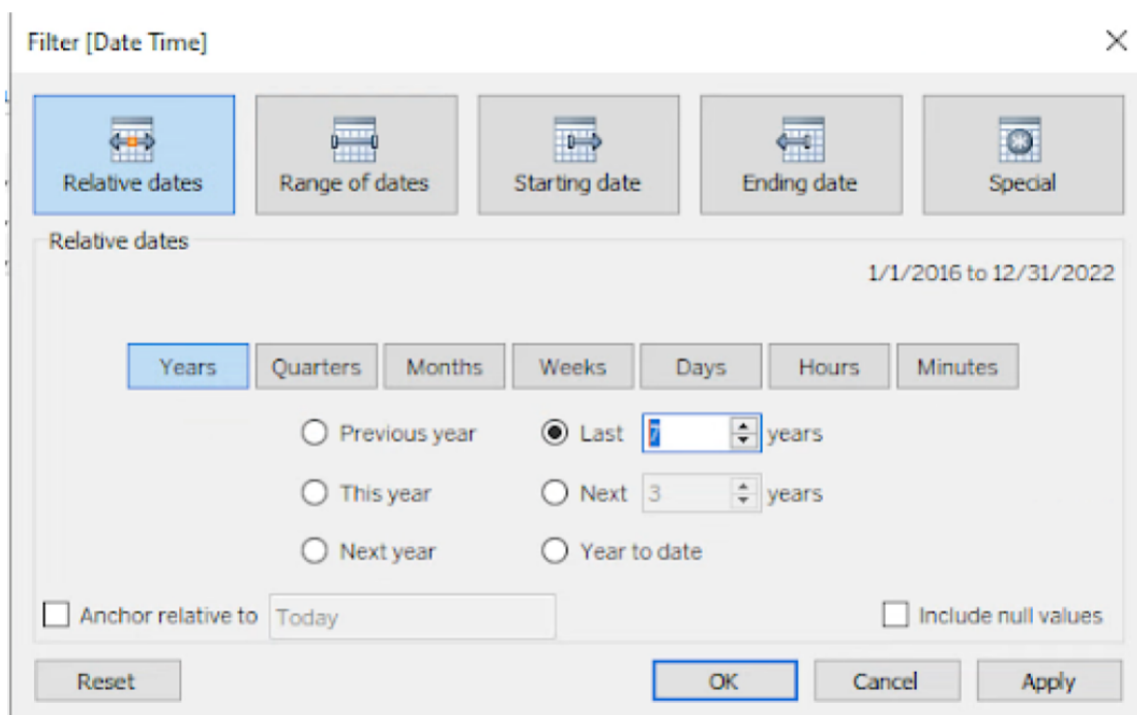 Filter [Date Time]
Relative dates Range of dates Starting date Ending date Special
Relative dates
1/1/2016 to 12/31/2022
Years Quarters Months Weeks Days Hours Minutes
Previous year Last 7 years
This year Next 3 years
Next year Year to date
Anchor relative to Today Include null values
Reset OK Cancel Apply